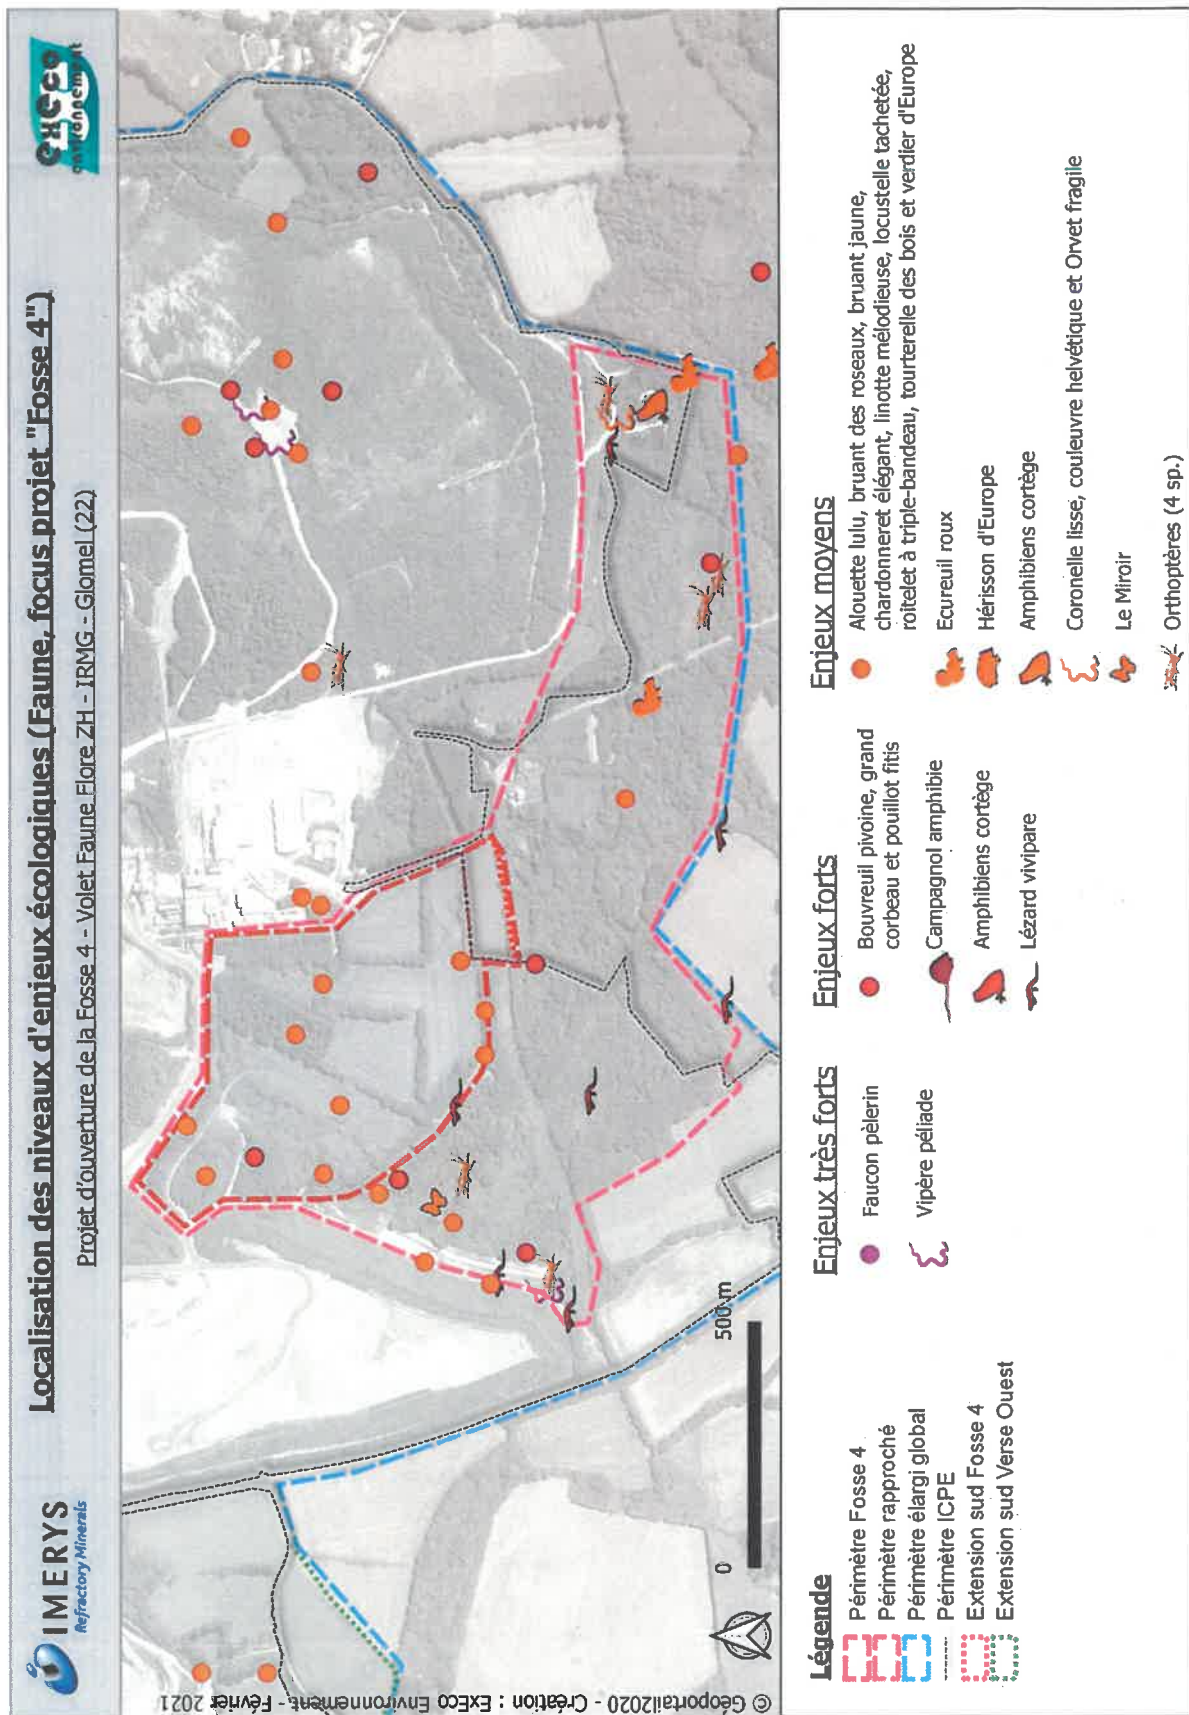 IMERYS
Refractory Minerals
Localisation des niveaux d'enjeux écologiques (Faune, focus projet "Fosse 4")
Projet d'ouverture de la Fosse 4 - Volet Faune Flore ZH - IRMG - Glomel (22)
execo
environnement
© Géoportail2020 - Création : ExEco Environnement - Février 2021
0
500 m
Légende
Périmètre Fosse 4
Périmètre rapproché
Périmètre élargi global
Périmètre ICPE
Extension sud Fosse 4
Extension sud Verse Ouest
Enjeux très forts
Faucon pèlerin
Vipère péliade
Enjeux forts
Bouvreuil pivoine, grand
corbeau et pouillot fitis
Campagnol amphibie
Amphibiens cortège
Lézard vivipare
Enjeux moyens
Alouette lulu, bruant des roseaux, bruant jaune,
chardonneret élégant, linotte mélodieuse, locustelle tachetée,
roitelet à triple-bandeau, tourterelle des bois et verdier d'Europe
Ecureuil roux
Hérisson d'Europe
Amphibiens cortège
Coronelle lisse, couleuvre helvétique et Orvet fragile
Le Miroir
Orthoptères (4 sp.)